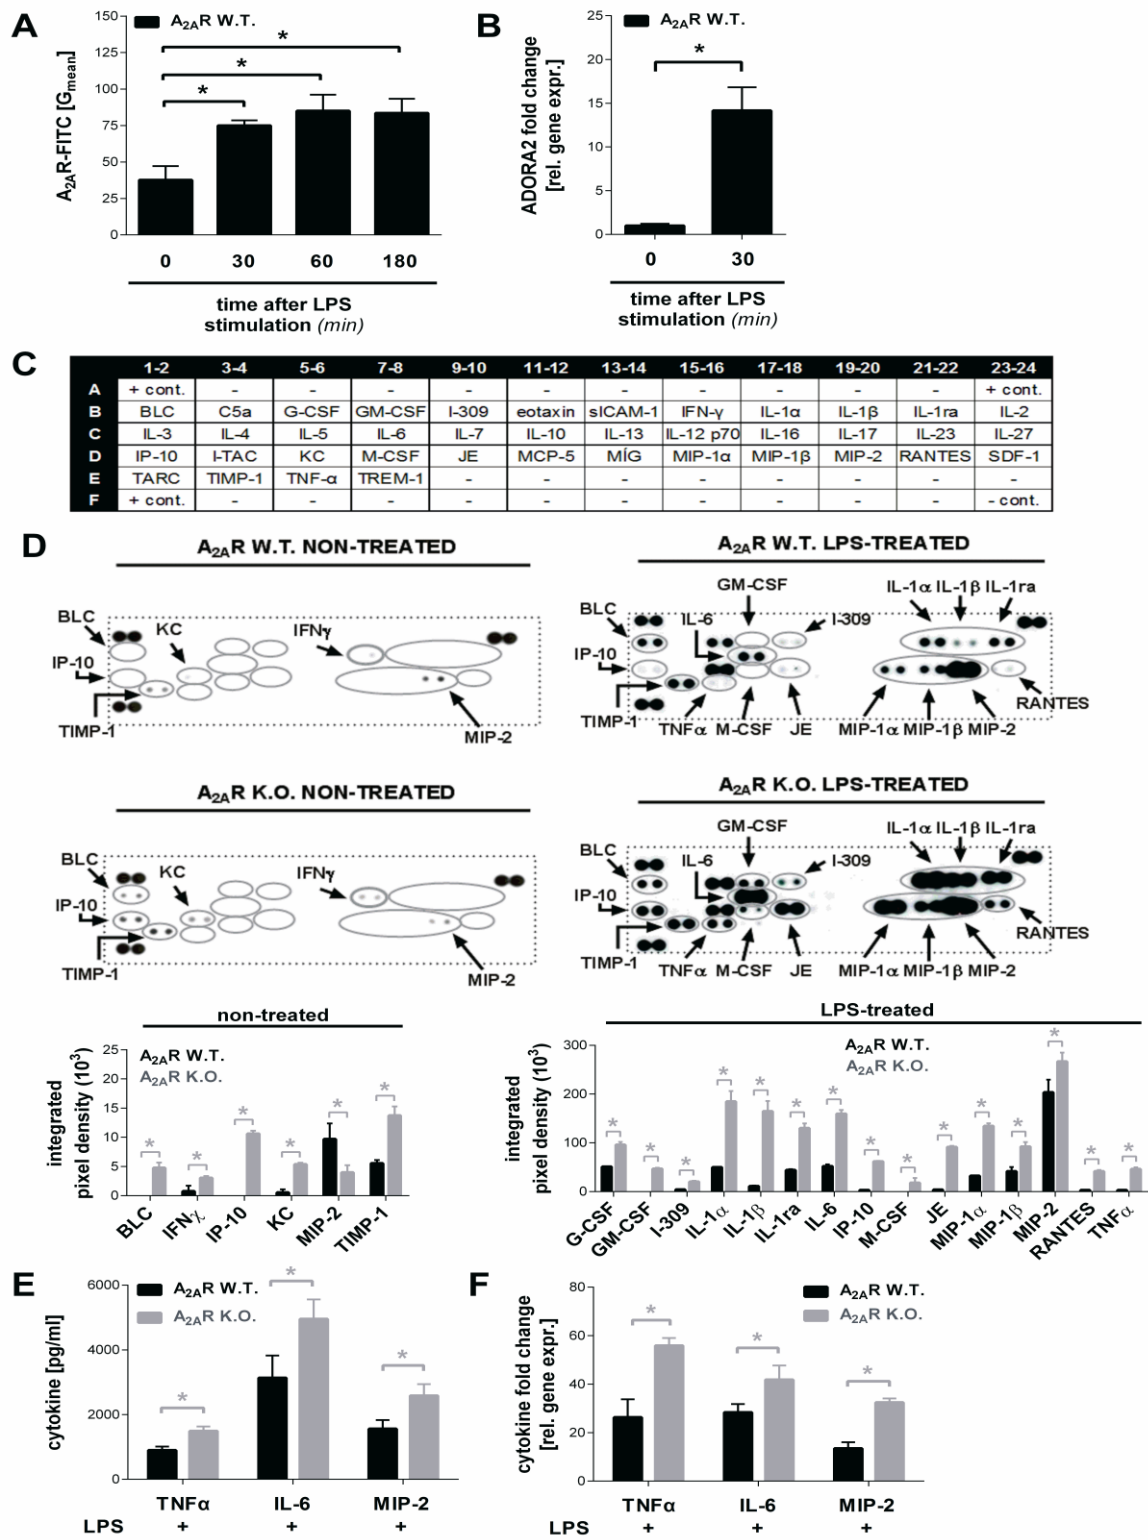 A
A2AR W.T.
A2AR-FITC [Gmean]
150
125
100
75
50
25
0
* * *
0 30 60 180
time after LPS
stimulation (min)
B
A2AR W.T.
ADORA2 fold change
[rel. gene expr.]
25
20
15
10
5
0
*
0 30
time after LPS
stimulation (min)
C
1-2 3-4 5-6 7-8 9-10 11-12 13-14 15-16 17-18 19-20 21-22 23-24
A + cont. - - - - - - - - - - + cont.
B BLC C5a G-CSF GM-CSF I-309 eotaxin sICAM-1 IFN-γ IL-1α IL-1β IL-1ra IL-2
C IL-3 IL-4 IL-5 IL-6 IL-7 IL-10 IL-13 IL-12 p70 IL-16 IL-17 IL-23 IL-27
D IP-10 I-TAC KC M-CSF JE MCP-5 MÍG MIP-1α MIP-1β MIP-2 RANTES SDF-1
E TARC TIMP-1 TNF-α TREM-1 - - - - - - - -
F + cont. - - - - - - - - - - - cont.
D
A2AR W.T. NON-TREATED
BLC
KC
IFNγ
IP-10
TIMP-1
MIP-2
A2AR W.T. LPS-TREATED
GM-CSF
BLC
IL-6
I-309
IL-1α IL-1β IL-1ra
IP-10
TIMP-1
RANTES
TNFα M-CSF JE MIP-1α MIP-1β MIP-2
A2AR K.O. NON-TREATED
BLC
KC
IFNγ
IP-10
TIMP-1
MIP-2
A2AR K.O. LPS-TREATED
GM-CSF
BLC
IL-6
I-309
IL-1α IL-1β IL-1ra
IP-10
TIMP-1
RANTES
TNFα M-CSF JE MIP-1α MIP-1β MIP-2
non-treated
A2AR W.T.
A2AR K.O.
integrated
pixel density (10³)
25
20
15
10
5
0
* * * * * *
BLC IFNγ IP-10 KC MIP-2 TIMP-1
LPS-treated
A2AR W.T.
A2AR K.O.
integrated
pixel density (10³)
300
200
100
0
* * * * * * * * * * * * * * *
G-CSF GM-CSF I-309 IL-1α IL-1β IL-1ra IL-6 IP-10 M-CSF JE MIP-1α MIP-1β MIP-2 RANTES TNFα
E
A2AR W.T.
A2AR K.O.
cytokine [pg/ml]
6000
4000
2000
0
* * *
TNFα IL-6 MIP-2
LPS + + +
F
A2AR W.T.
A2AR K.O.
cytokine fold change
[rel. gene expr.]
80
60
40
20
0
* * *
TNFα IL-6 MIP-2
LPS + + +